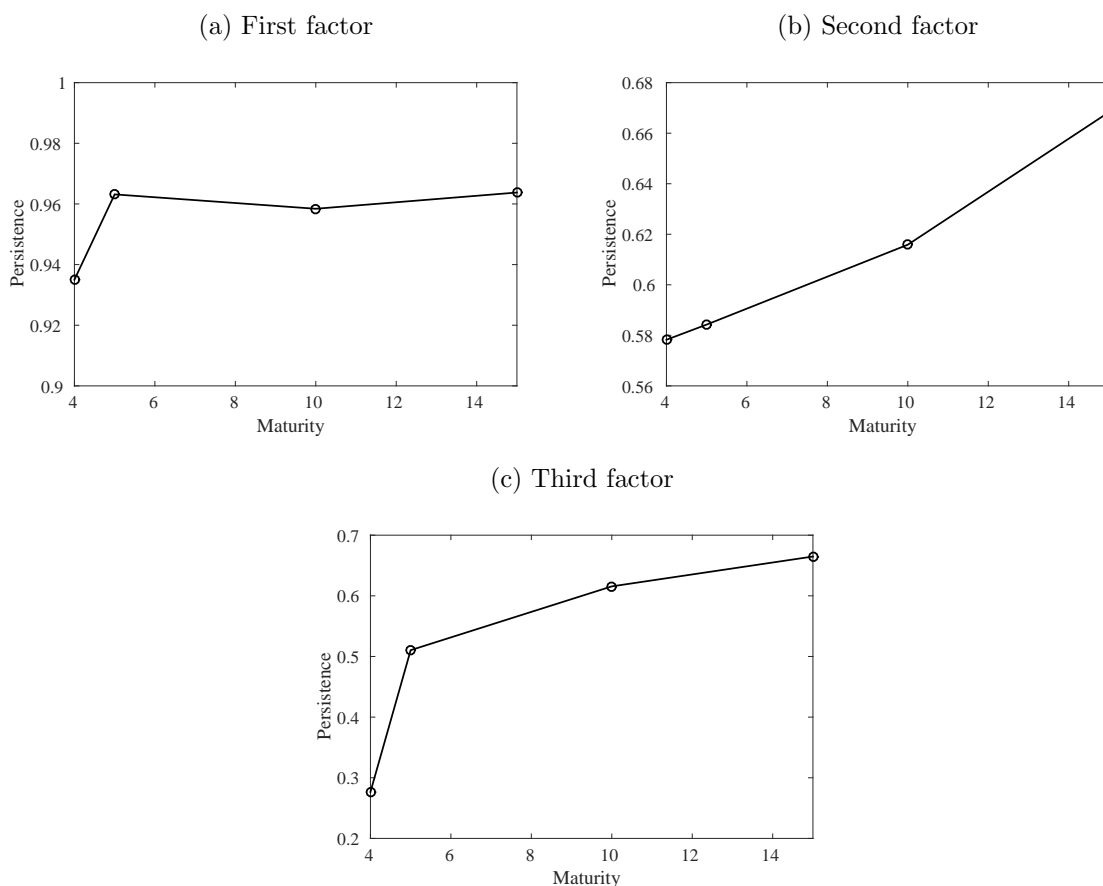 (a) First factor
1
0.98
0.96
0.94
0.92
0.9
Persistence
4 6 8 10 12 14
Maturity
(b) Second factor
0.68
0.66
0.64
0.62
0.6
0.58
0.56
Persistence
4 6 8 10 12 14
Maturity
(c) Third factor
0.7
0.6
0.5
0.4
0.3
0.2
Persistence
4 6 8 10 12 14
Maturity